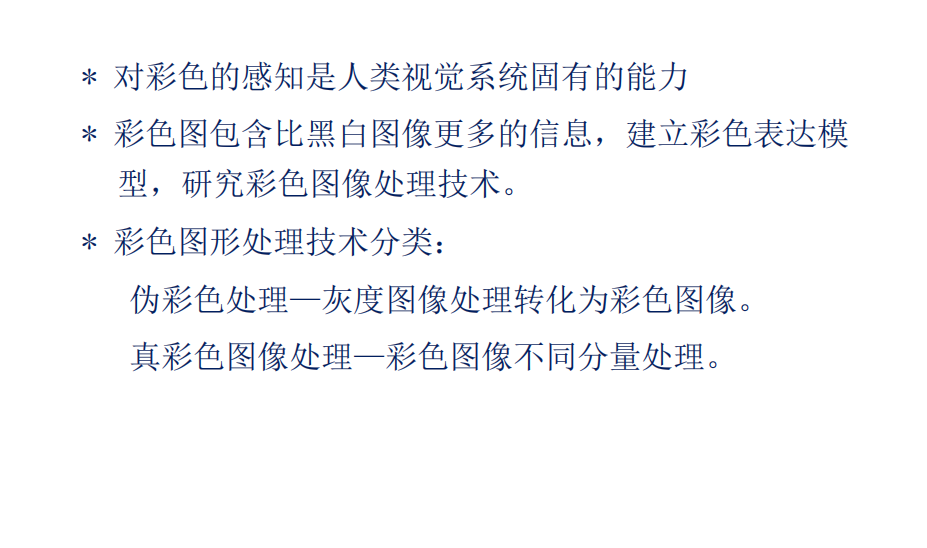 * 对彩色的感知是人类视觉系统固有的能力
* 彩色图包含比黑白图像更多的信息，建立彩色表达模
型，研究彩色图像处理技术。
* 彩色图形处理技术分类：
伪彩色处理—灰度图像处理转化为彩色图像。
真彩色图像处理—彩色图像不同分量处理。